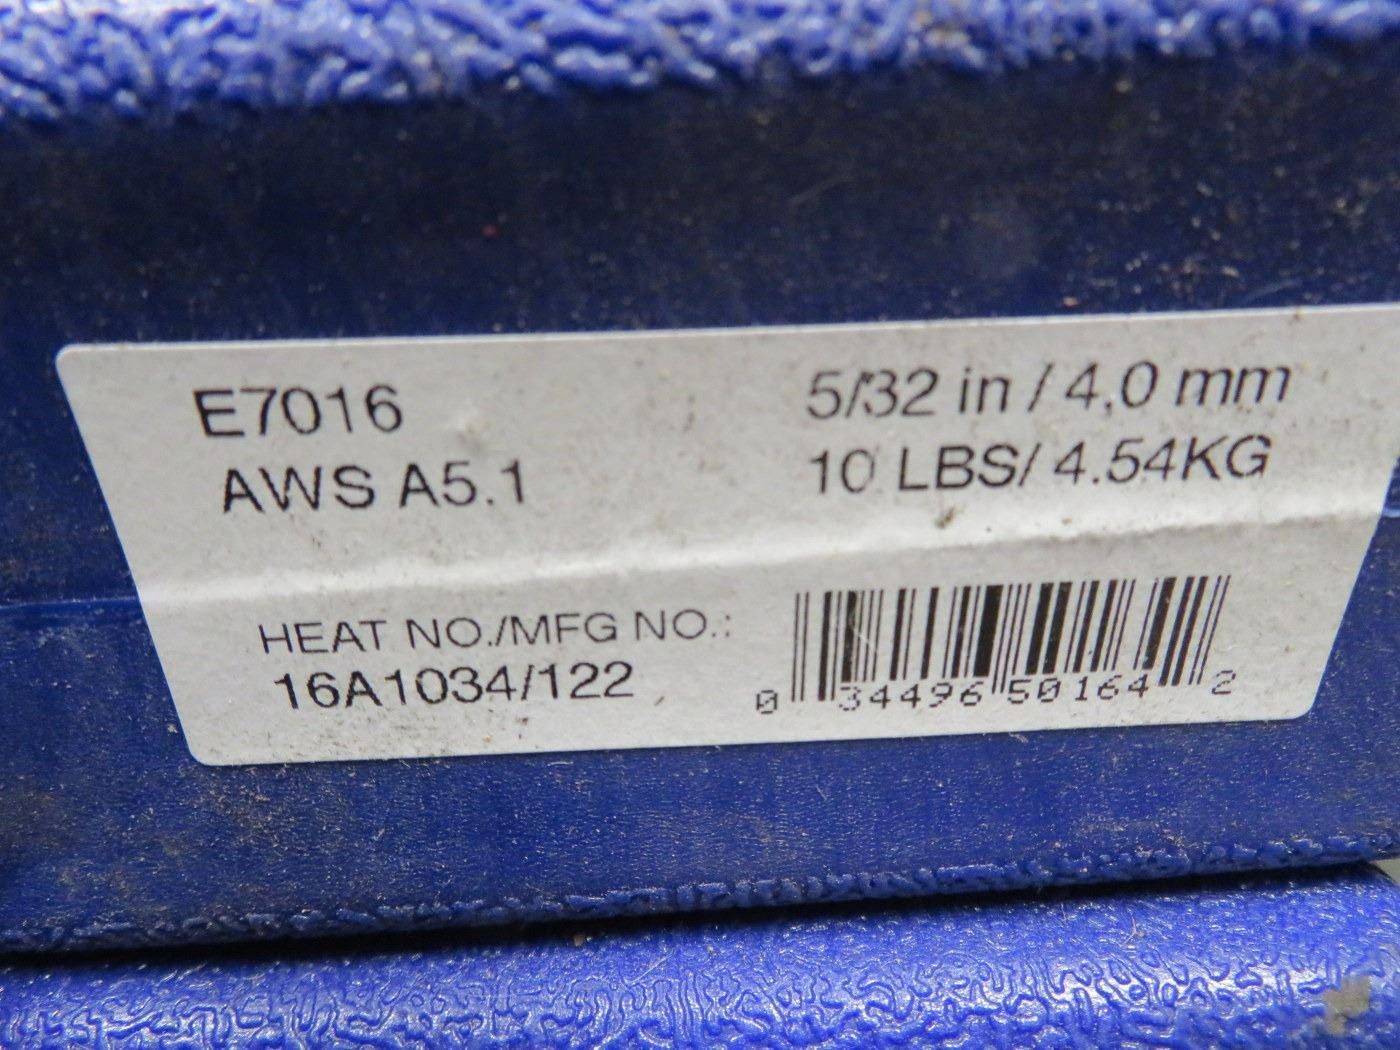 E7016
AWS A5.1
5/32 in / 4,0 mm
10 LBS/ 4.54KG
HEAT NO./MFG NO.:
16A1034/122
0 34496 50164 2